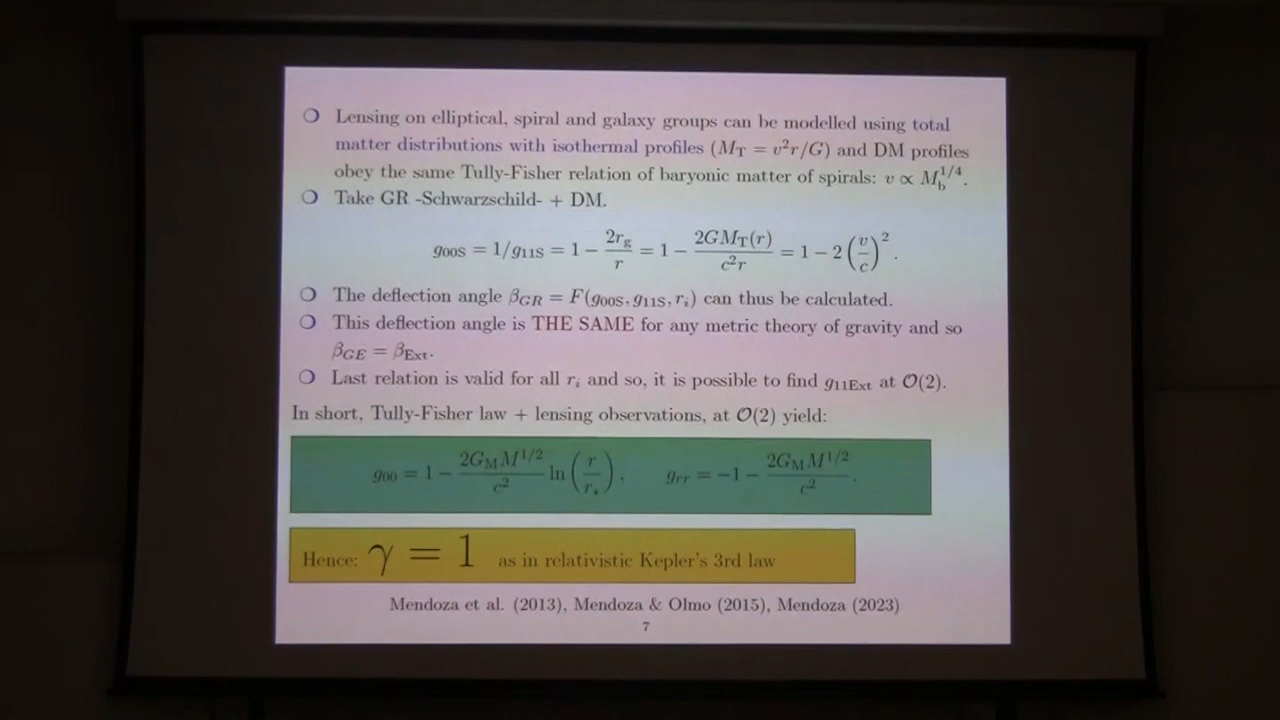 ❍ Lensing on elliptical, spiral and galaxy groups can be modelled using total
matter distributions with isothermal profiles (M_T = v²r/G) and DM profiles
obey the same Tully-Fisher relation of baryonic matter of spirals: v ∝ M_b^{1/4}.
❍ Take GR -Schwarzschild- + DM.
g_{00S} = 1/g_{11S} = 1 − 2r_g/r = 1 − 2GM_T(r)/c²r = 1 − 2 (v/c)².
❍ The deflection angle β_{GR} = F(g_{00S}, g_{11S}, r_i) can thus be calculated.
❍ This deflection angle is THE SAME for any metric theory of gravity and so
β_{GE} = β_{Ext}.
❍ Last relation is valid for all r_i and so, it is possible to find g_{11Ext} at O(2).
In short, Tully-Fisher law + lensing observations, at O(2) yield:
g_{00} = 1 − 2G_M M^{1/2}/c² ln (r/r_*), g_{rr} = −1 − 2G_M M^{1/2}/c².
Hence: γ = 1 as in relativistic Kepler's 3rd law
Mendoza et al. (2013), Mendoza & Olmo (2015), Mendoza (2023)
7